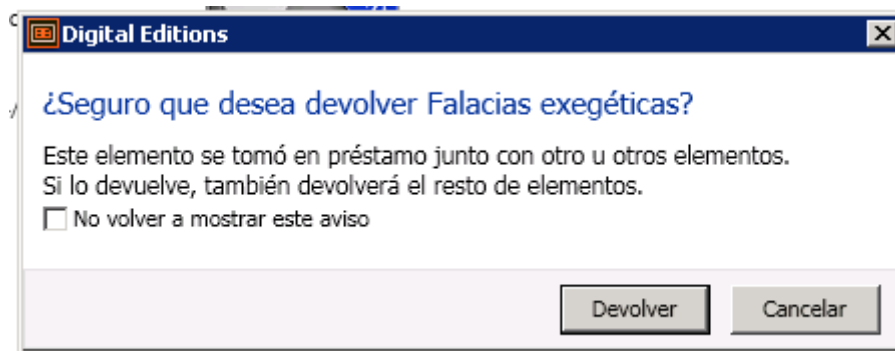 Digital Editions
¿Seguro que desea devolver Falacias exegéticas?
Este elemento se tomó en préstamo junto con otro u otros elementos.
Si lo devuelve, también devolverá el resto de elementos.
No volver a mostrar este aviso
Devolver
Cancelar